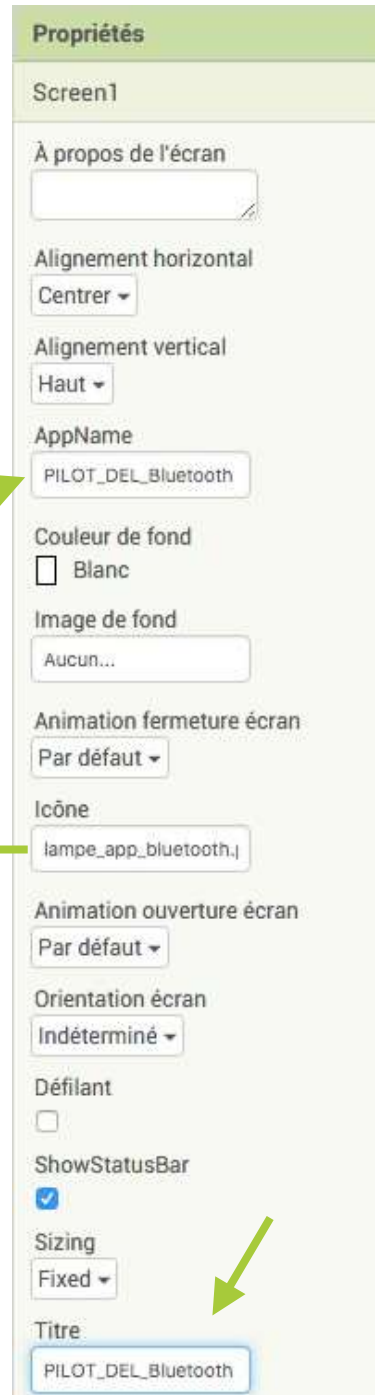 Propriétés
Screen1
À propos de l'écran
Alignement horizontal
Centrer
Alignement vertical
Haut
AppName
PILOT_DEL_Bluetooth
Couleur de fond
Blanc
Image de fond
Aucun...
Animation fermeture écran
Par défaut
Icône
lampe_app_bluetooth.p
Animation ouverture écran
Par défaut
Orientation écran
Indéterminé
Défilant
ShowStatusBar
Sizing
Fixed
Titre
PILOT_DEL_Bluetooth